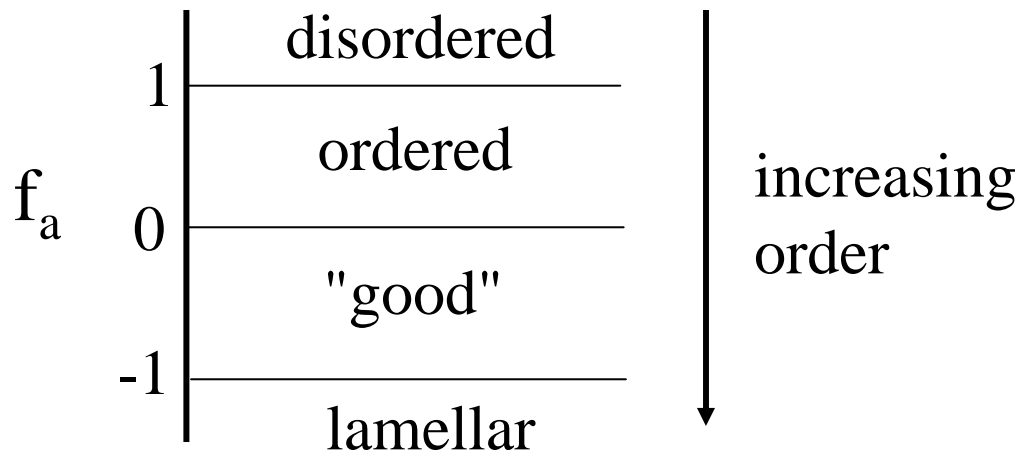 disordered
1
ordered
f_a
0
"good"
-1
lamellar
increasing
order